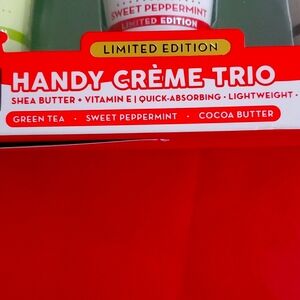 SWEET PEPPERMINT
LIMITED EDITION
LIMITED EDITION
HANDY CRÈME TRIO
SHEA BUTTER + VITAMIN E | QUICK-ABSORBING · LIGHTWEIGHT ·
GREEN TEA · SWEET PEPPERMINT · COCOA BUTTER